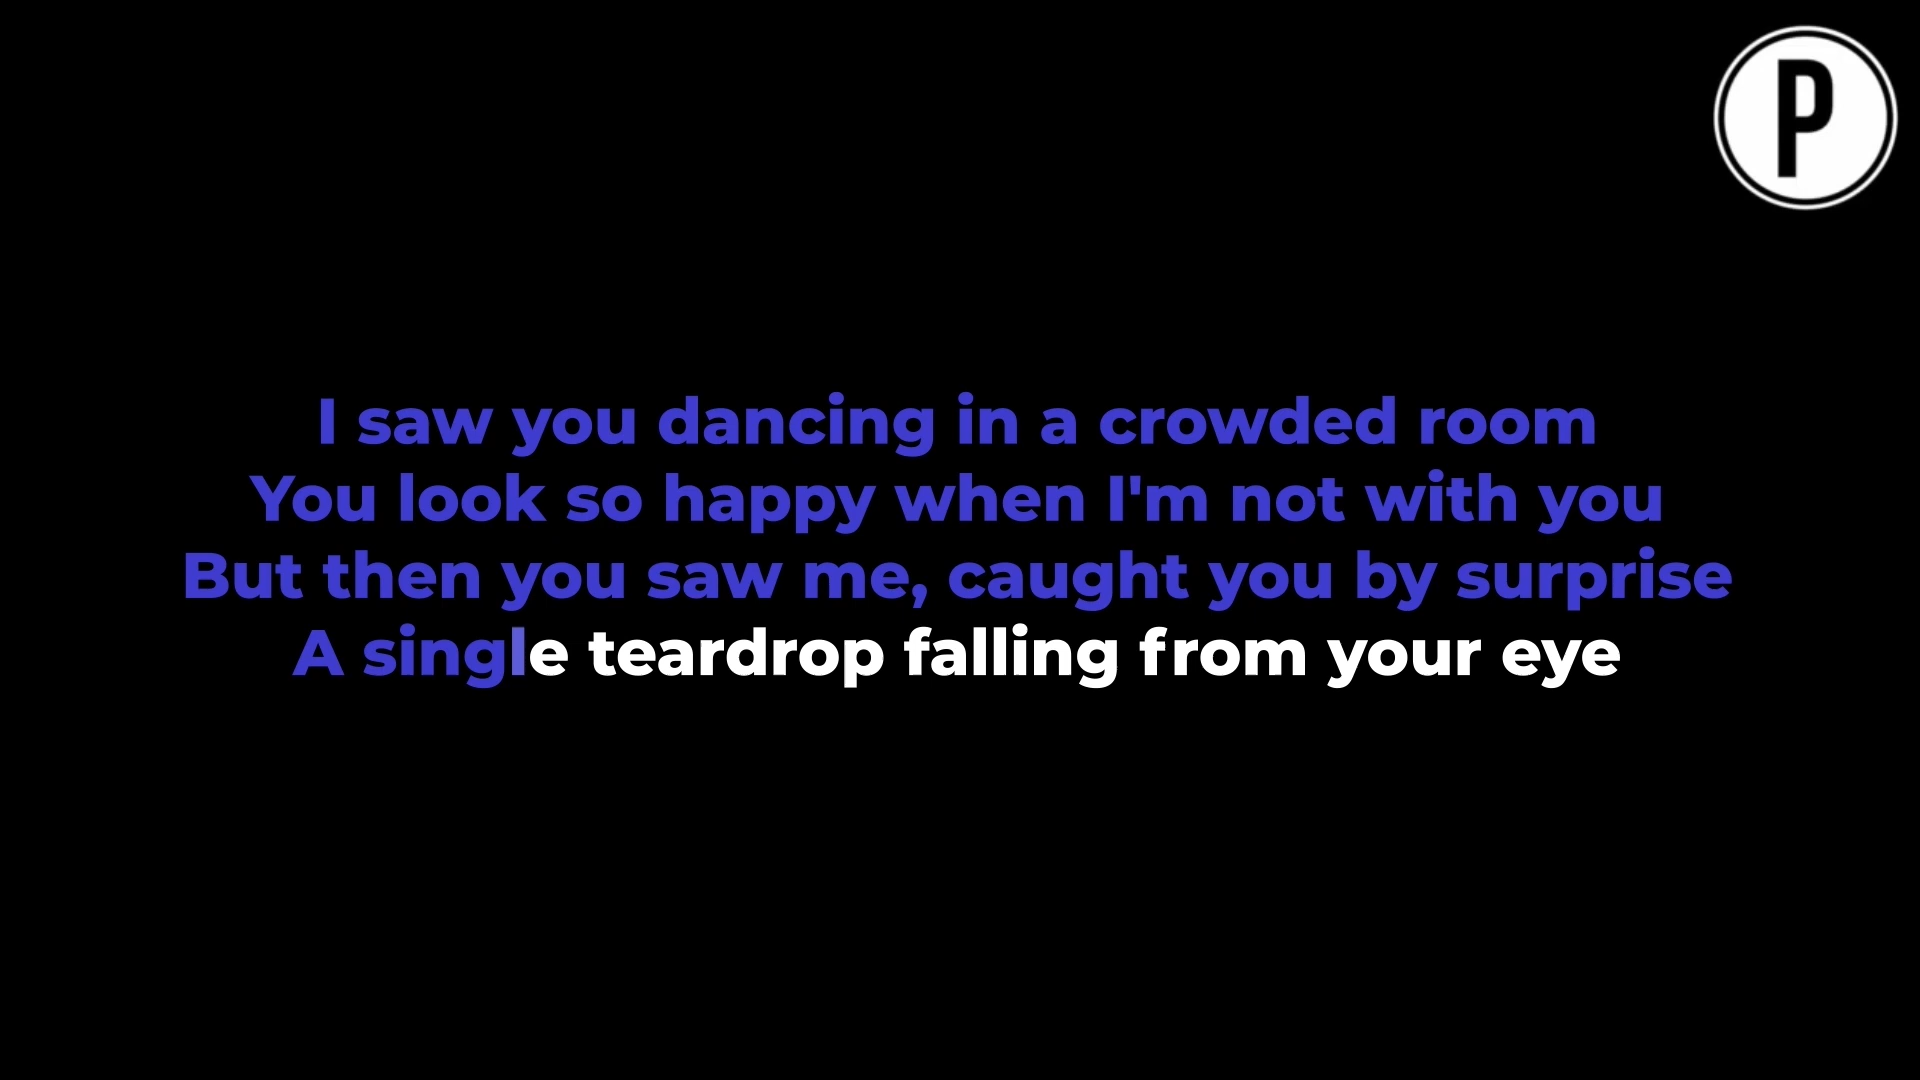 P
I saw you dancing in a crowded room
You look so happy when I'm not with you
But then you saw me, caught you by surprise
A single teardrop falling from your eye